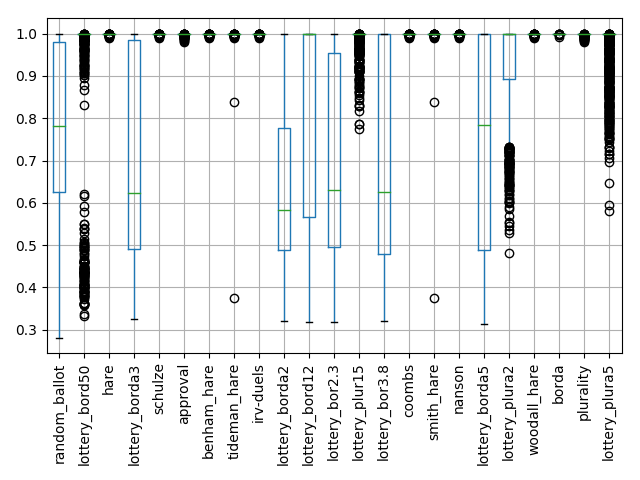 1.0
0.9
0.8
0.7
0.6
0.5
0.4
0.3
random_ballot
lottery_bord50
hare
lottery_borda3
schulze
approval
benham_hare
tideman_hare
irv-duels
lottery_borda2
lottery_bord12
lottery_bor2.3
lottery_plur15
lottery_bor3.8
coombs
smith_hare
nanson
lottery_borda5
lottery_plura2
woodall_hare
borda
plurality
lottery_plura5